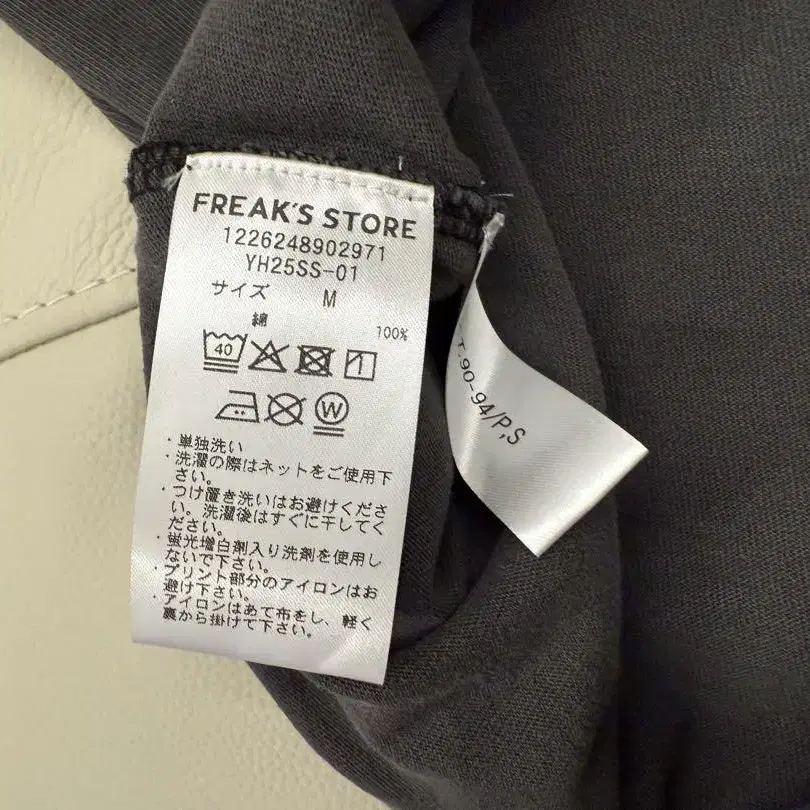 FREAK'S STORE
1226248902971
YH25SS-01
サイズ M
綿 100%
40
W
・単独洗い
・洗濯の際はネットをご使用下
さい。
・つけ置き洗いはお避けくださ
い。洗濯後はすぐに干してく
ださい。
・蛍光増白剤入り洗剤を使用し
ないで下さい。
・プリント部分のアイロンはお
避け下さい。
・アイロンはあて布をし、軽く
裏から掛けて下さい。
T.90-94/P,S